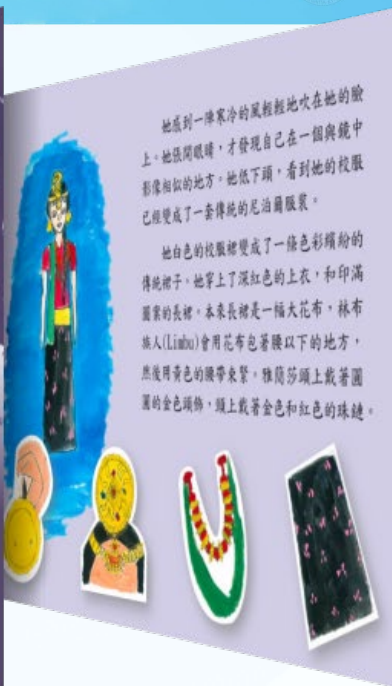 她感到一陣寒冷的風輕輕地吹在她的臉
上。她張開眼睛，才發現自己在一個與鏡中
影像相似的地方。她低下頭，看到她的校服
已經變成了一套傳統的尼泊爾服裝。
她白色的校服裙變成了一條色彩繽紛的
傳統裙子。她穿上了深紅色的上衣，和印滿
圖案的長裙。本來長裙是一幅大花布，林布
族人(Limbu)會用花布包著腰以下的地方，
然後用黃色的腰帶束緊。雅簡莎頭上戴著圓
圓的金色頭飾，頸上戴著金色和紅色的珠鏈。